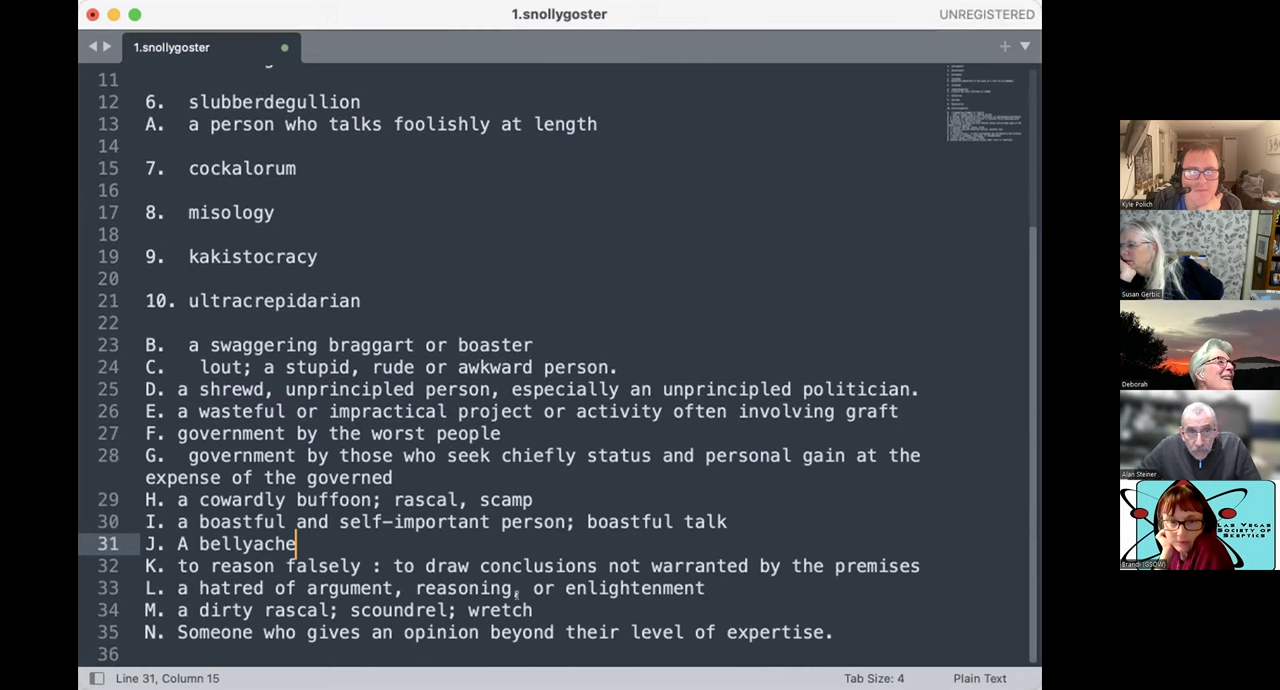 1.snollygoster
UNREGISTERED
1.snollygoster
11
12 6. slubberdegullion
13 A. a person who talks foolishly at length
14
15 7. cockalorum
16
17 8. misology
18
19 9. kakistocracy
20
21 10. ultracrepidarian
22
23 B. a swaggering braggart or boaster
24 C. lout; a stupid, rude or awkward person.
25 D. a shrewd, unprincipled person, especially an unprincipled politician.
26 E. a wasteful or impractical project or activity often involving graft
27 F. government by the worst people
28 G. government by those who seek chiefly status and personal gain at the
expense of the governed
29 H. a cowardly buffoon; rascal, scamp
30 I. a boastful and self-important person; boastful talk
31 J. A bellyache
32 K. to reason falsely : to draw conclusions not warranted by the premises
33 L. a hatred of argument, reasoning, or enlightenment
34 M. a dirty rascal; scoundrel; wretch
35 N. Someone who gives an opinion beyond their level of expertise.
36
Line 31, Column 15
Tab Size: 4
Plain Text
Kyle Polich
Susan Gerbic
Deborah
Alan Steiner
LAS VEGAS
SOCIETY OF
SKEPTICS
Brandi (GSOW)